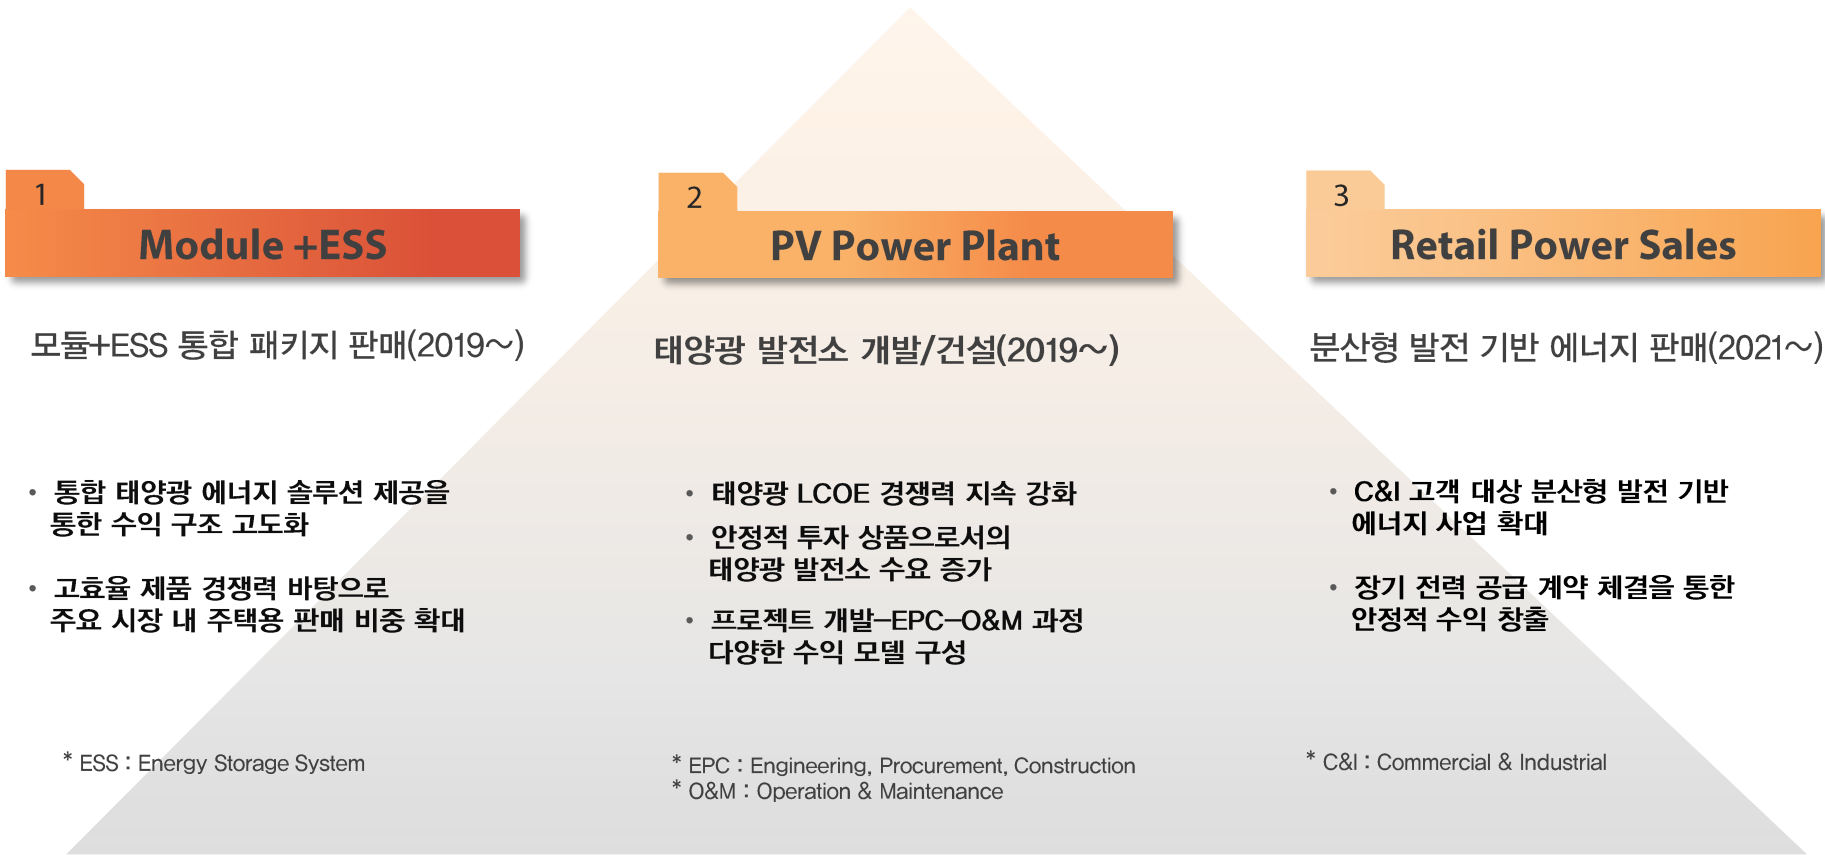 1
Module +ESS
모듈+ESS 통합 패키지 판매(2019~)
• 통합 태양광 에너지 솔루션 제공을
통한 수익 구조 고도화
• 고효율 제품 경쟁력 바탕으로
주요 시장 내 주택용 판매 비중 확대
* ESS : Energy Storage System
2
PV Power Plant
태양광 발전소 개발/건설(2019~)
• 태양광 LCOE 경쟁력 지속 강화
• 안정적 투자 상품으로서의
태양광 발전소 수요 증가
• 프로젝트 개발-EPC-O&M 과정
다양한 수익 모델 구성
* EPC : Engineering, Procurement, Construction
* O&M : Operation & Maintenance
3
Retail Power Sales
분산형 발전 기반 에너지 판매(2021~)
• C&I 고객 대상 분산형 발전 기반
에너지 사업 확대
• 장기 전력 공급 계약 체결을 통한
안정적 수익 창출
* C&I : Commercial & Industrial